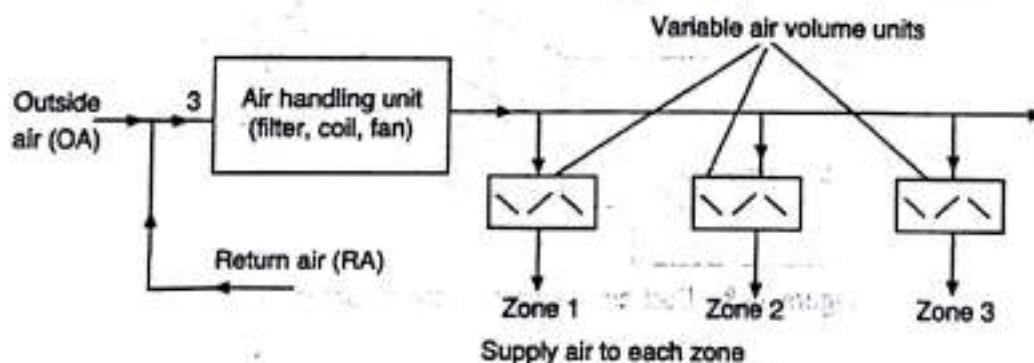 Variable air volume units
Outside
air (OA)
3
Air handling unit
(filter, coil, fan)
Return air (RA)
Zone 1
Zone 2
Zone 3
Supply air to each zone